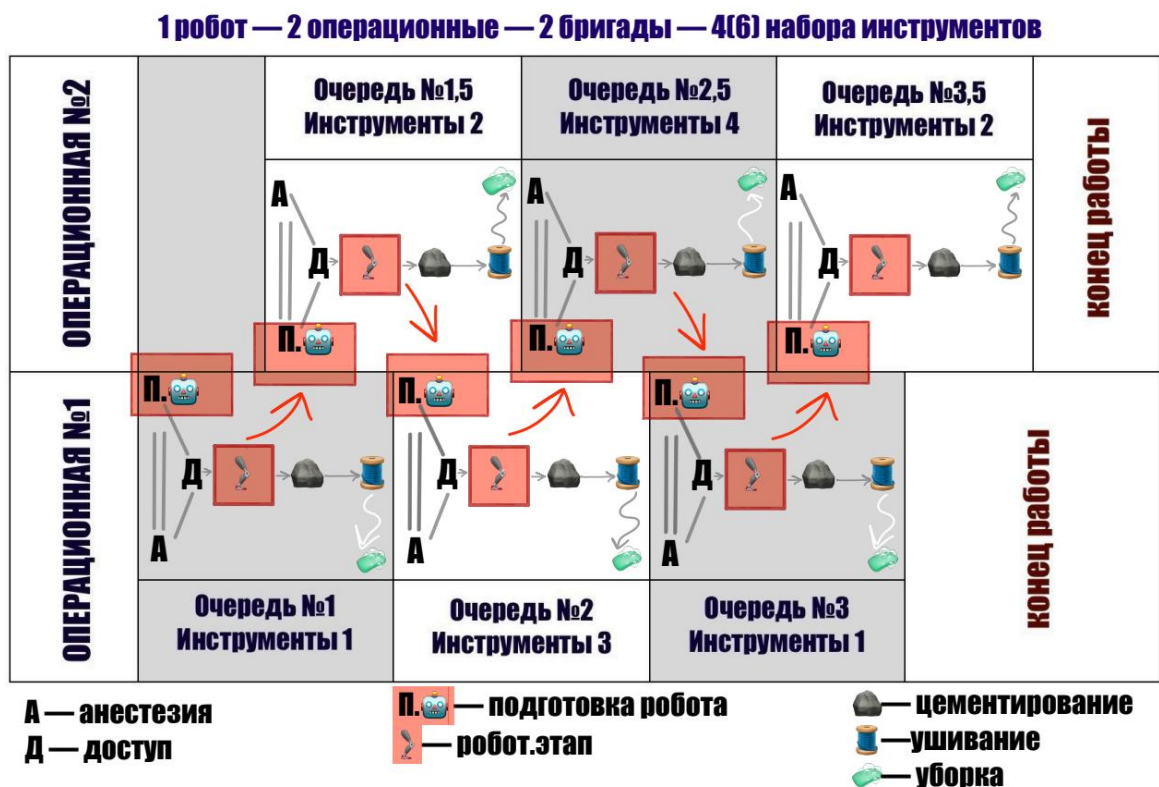 1 робот — 2 операционные — 2 бригады — 4(6) набора инструментов
ОПЕРАЦИОННАЯ №2
Очередь №1,5
Инструменты 2
Очередь №2,5
Инструменты 4
Очередь №3,5
Инструменты 2
конец работы
А
Д
П.
А
Д
П.
А
Д
П.
ОПЕРАЦИОННАЯ №1
П.
Д
А
П.
Д
А
П.
Д
А
Очередь №1
Инструменты 1
Очередь №2
Инструменты 3
Очередь №3
Инструменты 1
конец работы
А — анестезия
Д — доступ
П. — подготовка робота
— робот.этап
— цементирование
— ушивание
— уборка